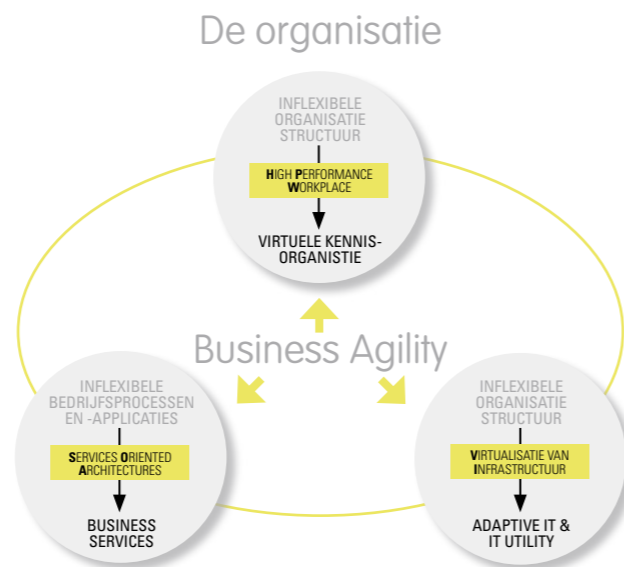 De organisatie
INFLEXIBELE
ORGANISATIE
STRUCTUUR
HIGH PERFORMANCE
WORKPLACE
VIRTUELE KENNIS-
ORGANISTIE
Business Agility
INFLEXIBELE
BEDRIJFSPROCESSEN
EN -APPLICATIES
SERVICES ORIENTED
ARCHITECTURES
BUSINESS
SERVICES
INFLEXIBELE
ORGANISATIE
STRUCTUUR
VIRTUALISATIE VAN
INFRASTRUCTUUR
ADAPTIVE IT &
IT UTILITY